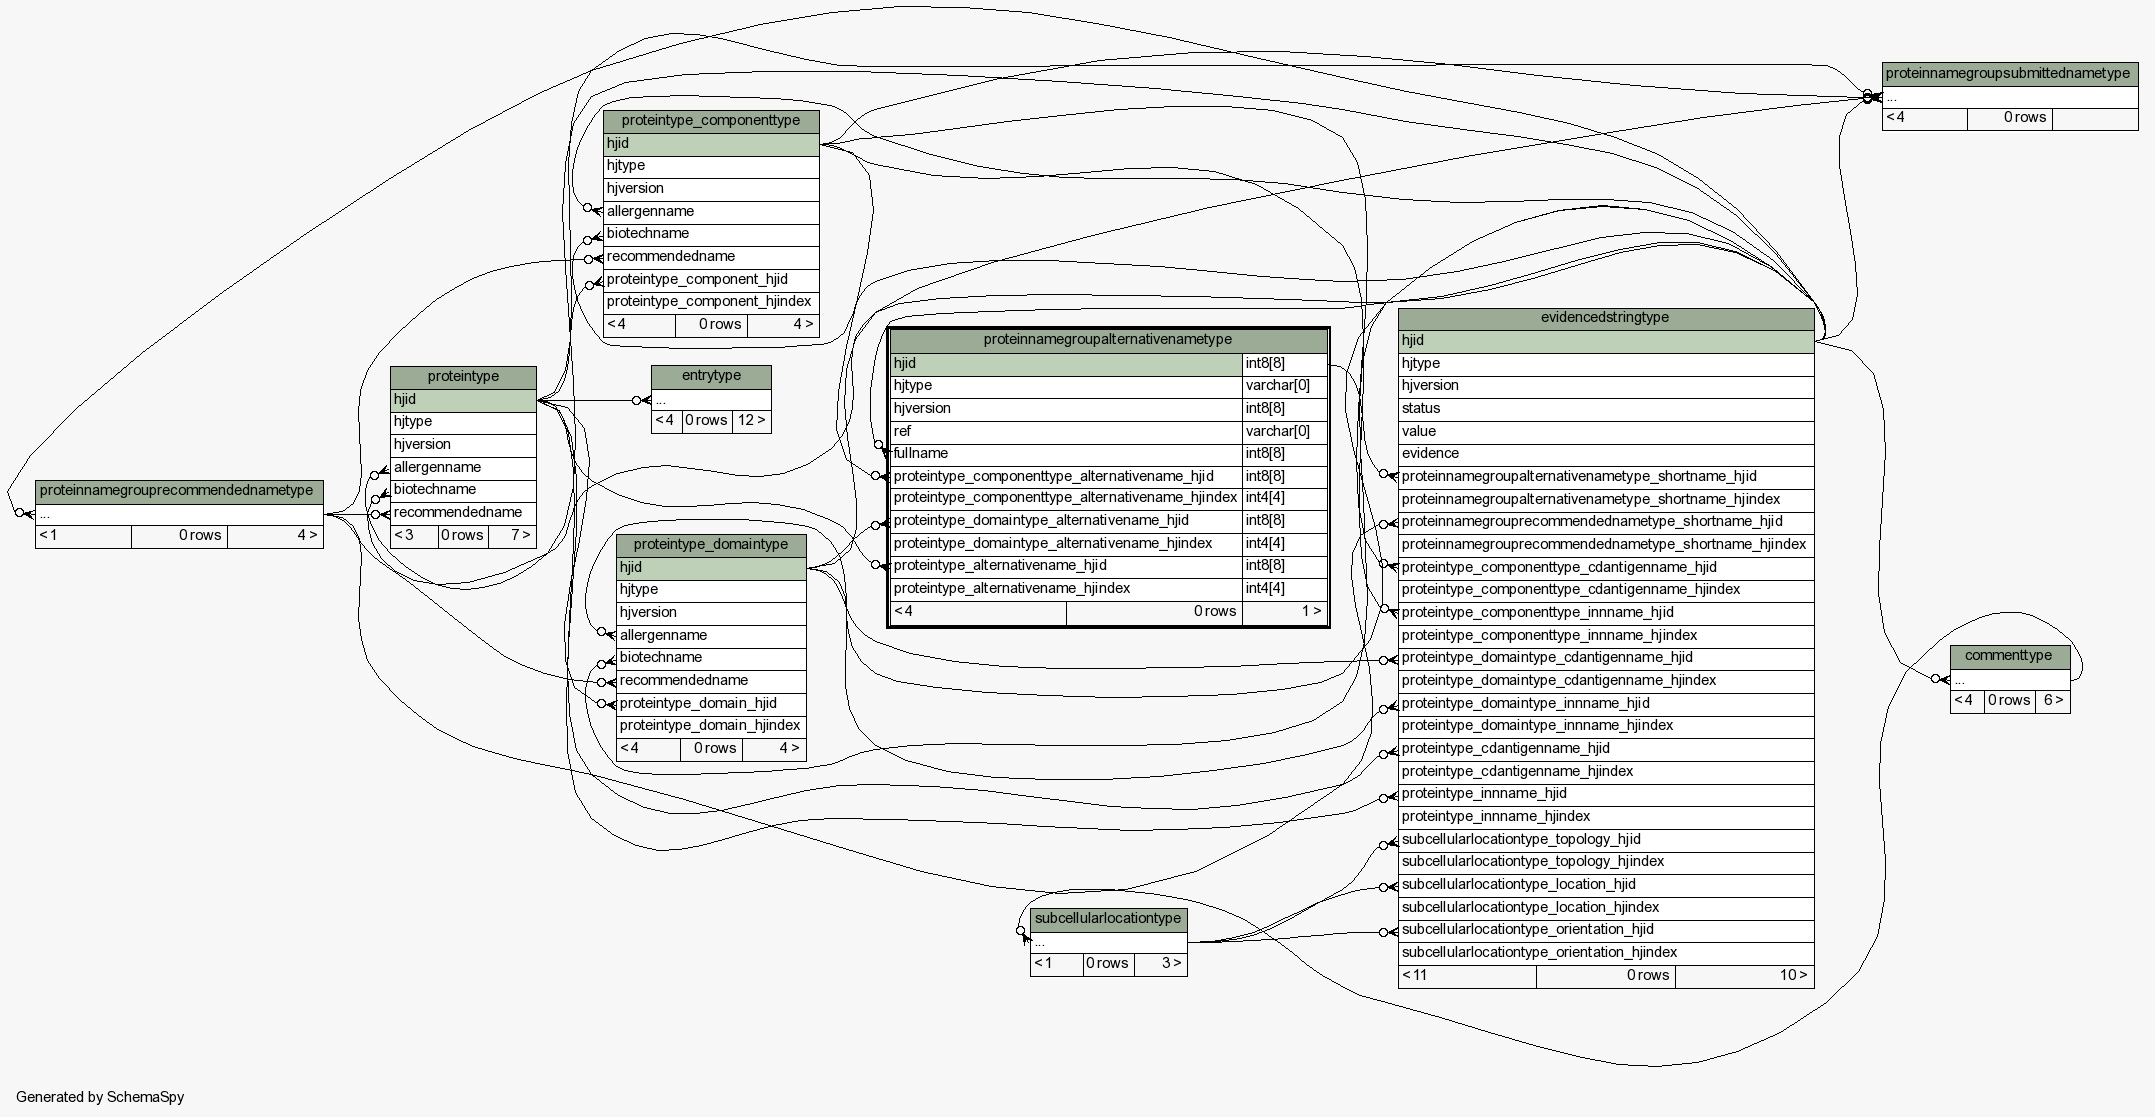 proteinnamegroupsubmittednametype
...
< 4 0 rows
proteintype_componenttype
hjid
hjtype
hjversion
allergenname
biotechname
recommendedname
proteintype_component_hjid
proteintype_component_hjindex
< 4 0 rows 4 >
proteinnamegroupalternativenametype
hjid int8[8]
hjtype varchar[0]
hjversion int8[8]
ref varchar[0]
fullname int8[8]
proteintype_componenttype_alternativename_hjid int8[8]
proteintype_componenttype_alternativename_hjindex int4[4]
proteintype_domaintype_alternativename_hjid int8[8]
proteintype_domaintype_alternativename_hjindex int4[4]
proteintype_alternativename_hjid int8[8]
proteintype_alternativename_hjindex int4[4]
< 4 0 rows 1 >
evidencedstringtype
hjid
hjtype
hjversion
status
value
evidence
proteinnamegroupalternativenametype_shortname_hjid
proteinnamegroupalternativenametype_shortname_hjindex
proteinnamegrouprecommendednametype_shortname_hjid
proteinnamegrouprecommendednametype_shortname_hjindex
proteintype_componenttype_cdantigenname_hjid
proteintype_componenttype_cdantigenname_hjindex
proteintype_componenttype_innname_hjid
proteintype_componenttype_innname_hjindex
proteintype_domaintype_cdantigenname_hjid
proteintype_domaintype_cdantigenname_hjindex
proteintype_domaintype_innname_hjid
proteintype_domaintype_innname_hjindex
proteintype_cdantigenname_hjid
proteintype_cdantigenname_hjindex
proteintype_innname_hjid
proteintype_innname_hjindex
subcellularlocationtype_topology_hjid
subcellularlocationtype_topology_hjindex
subcellularlocationtype_location_hjid
subcellularlocationtype_location_hjindex
subcellularlocationtype_orientation_hjid
subcellularlocationtype_orientation_hjindex
< 11 0 rows 10 >
proteintype
hjid
hjtype
hjversion
allergenname
biotechname
recommendedname
< 3 0 rows 7 >
entrytype
...
< 4 0 rows 12 >
proteinnamegrouprecommendednametype
...
< 1 0 rows 4 >
proteintype_domaintype
hjid
hjtype
hjversion
allergenname
biotechname
recommendedname
proteintype_domain_hjid
proteintype_domain_hjindex
< 4 0 rows 4 >
commenttype
...
< 4 0 rows 6 >
subcellularlocationtype
...
< 1 0 rows 3 >
Generated by SchemaSpy